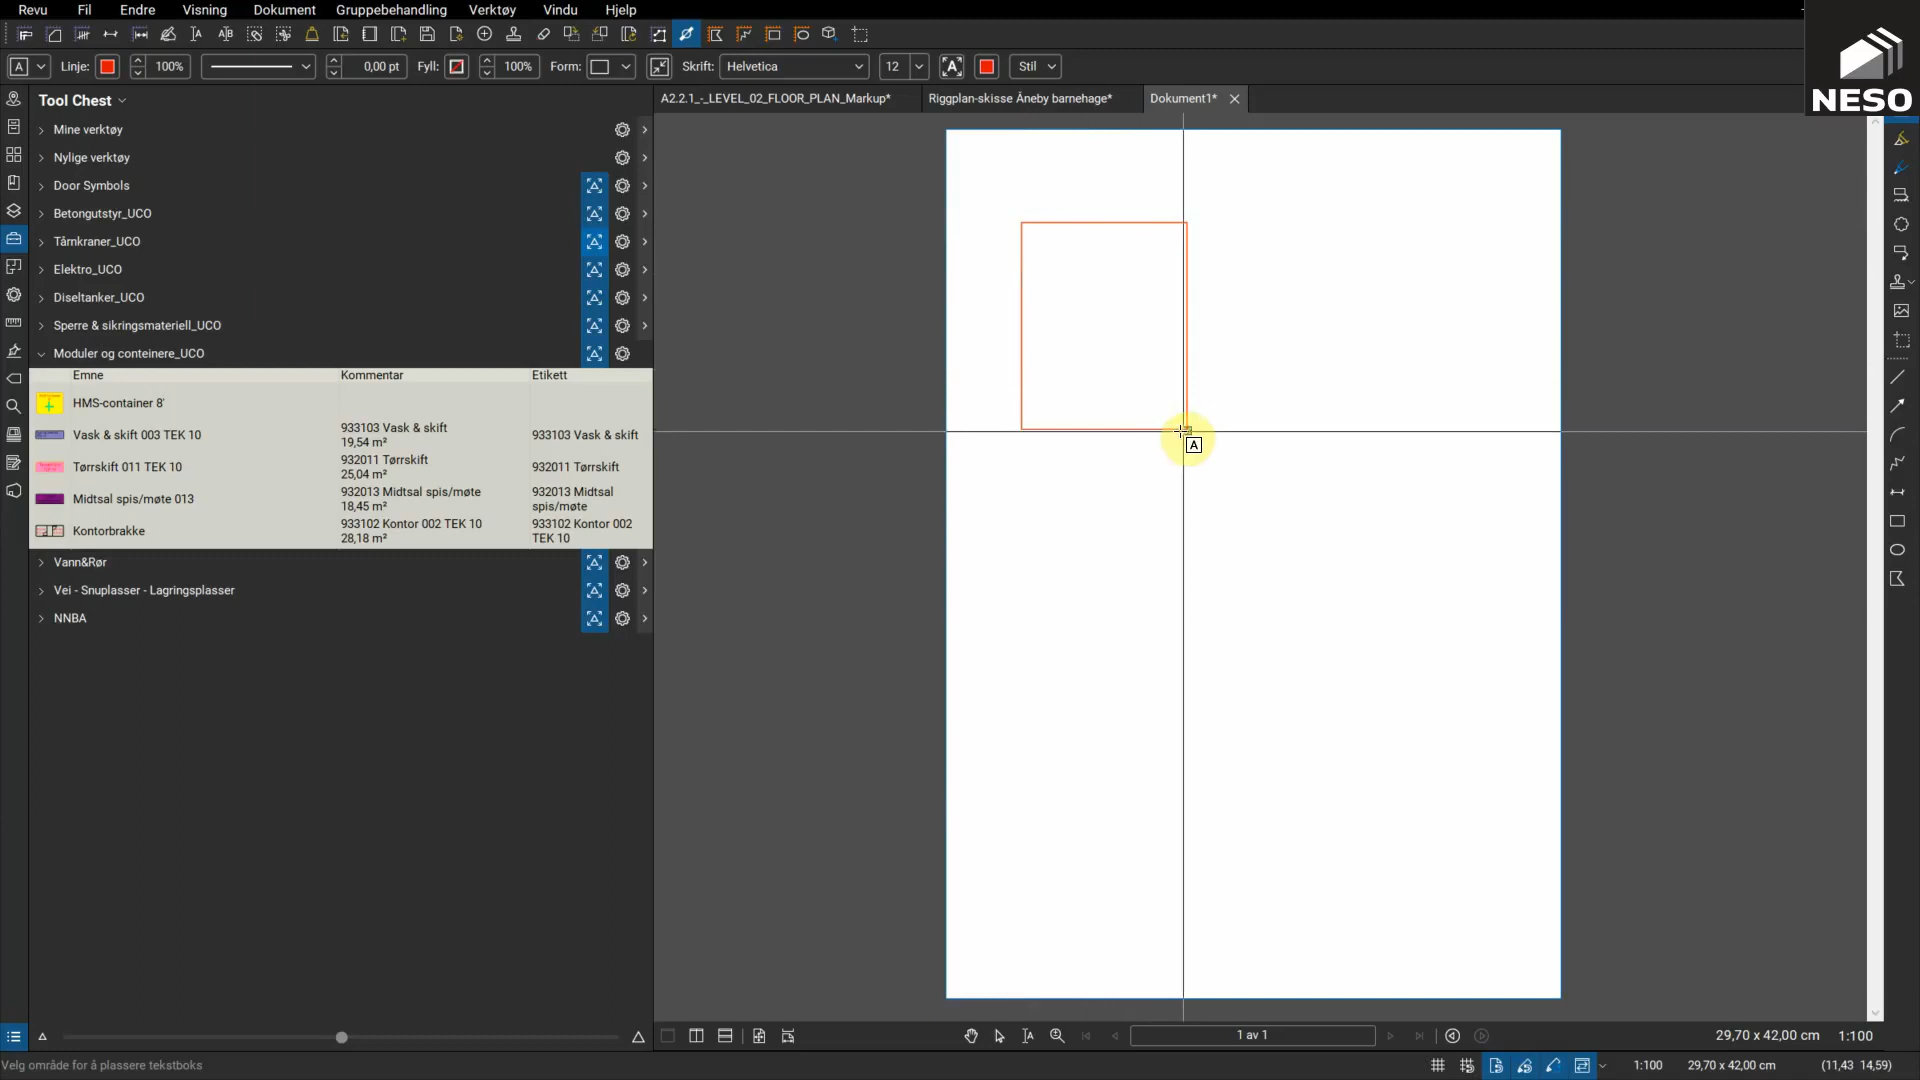 Revu Fil Endre Visning Dokument Gruppebehandling Verktøy Vindu Hjelp
NESO
A Linje: 100% 0,00 pt Fyll: 100% Form: Skrift: Helvetica 12 A Stil
Tool Chest
A2.2.1_-_LEVEL_02_FLOOR_PLAN_Markup* Riggplan-skisse Åneby barnehage* Dokument1*
Mine verktøy
Nylige verktøy
Door Symbols
Betongutstyr_UCO
Tårnkraner_UCO
Elektro_UCO
Diseltanker_UCO
Sperre & sikringsmateriell_UCO
Moduler og conteinere_UCO
Emne Kommentar Etikett
HMS-container 8'
Vask & skift 003 TEK 10 933103 Vask & skift 19,54 m² 933103 Vask & skift
Tørrskift 011 TEK 10 932011 Tørrskift 25,04 m² 932011 Tørrskift
Midtsal spis/møte 013 932013 Midtsal spis/møte 18,45 m² 932013 Midtsal spis/møte
Kontorbrakke 933102 Kontor 002 TEK 10 28,18 m² 933102 Kontor 002 TEK 10
Vann&Rør
Vei - Snuplasser - Lagringsplasser
NNBA
A
1 av 1 29,70 x 42,00 cm 1:100
Velg område for å plassere tekstboks 1:100 29,70 x 42,00 cm (11,43 14,59)